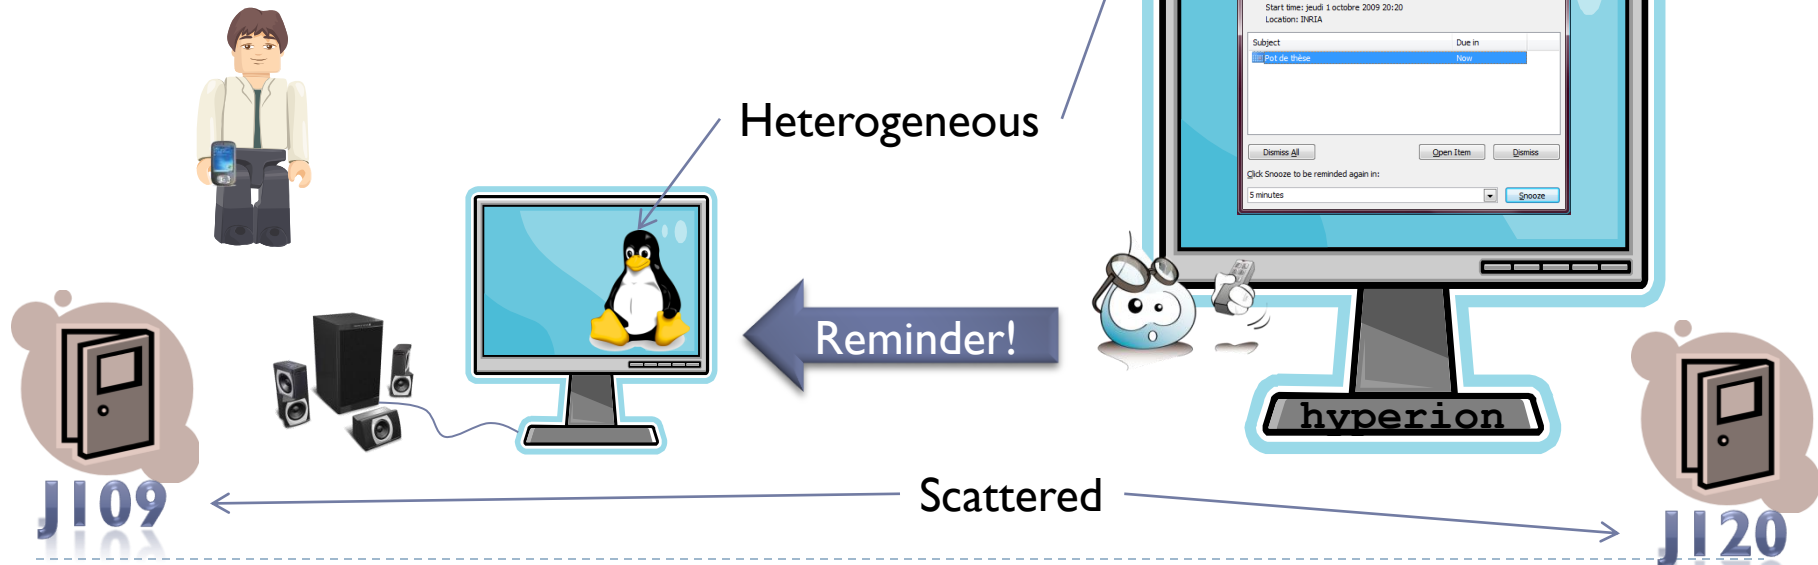 Start time: jeudi 1 octobre 2009 20:20
Location: INRIA
Subject Due in
Pot de thèse Now
Heterogeneous
Dismiss All Open Item Dismiss
Click Snooze to be reminded again in:
5 minutes Snooze
Reminder!
hyperion
J109
Scattered
J120